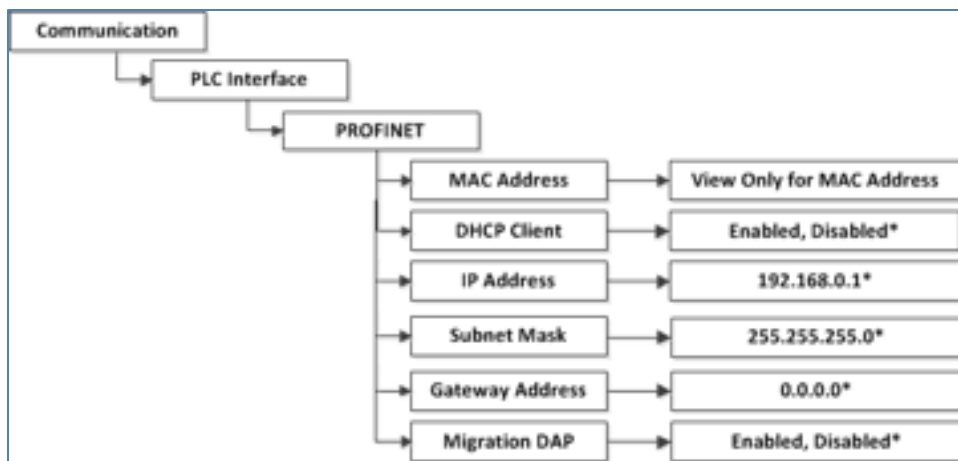 Communication
PLC Interface
PROFINET
MAC Address
View Only for MAC Address
DHCP Client
Enabled, Disabled*
IP Address
192.168.0.1*
Subnet Mask
255.255.255.0*
Gateway Address
0.0.0.0*
Migration DAP
Enabled, Disabled*